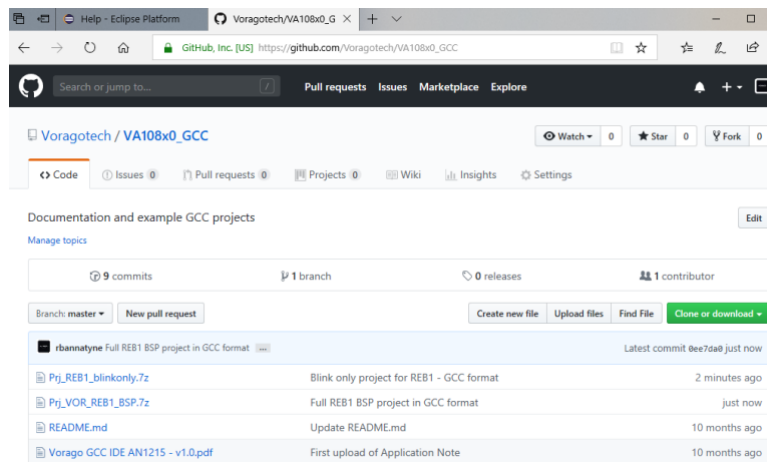 Help - Eclipse Platform
Voragotech/VA108x0_G
GitHub, Inc. [US] https://github.com/Voragotech/VA108x0_GCC
Search or jump to... / Pull requests Issues Marketplace Explore
Voragotech / VA108x0_GCC Watch 0 Star 0 Fork 0
Code Issues 0 Pull requests 0 Projects 0 Wiki Insights Settings
Documentation and example GCC projects Edit
Manage topics
9 commits 1 branch 0 releases 1 contributor
Branch: master New pull request Create new file Upload files Find File Clone or download
rbannatyne Full REB1 BSP project in GCC format ... Latest commit 0ee7da0 just now
Prj_REB1_blinkonly.7z Blink only project for REB1 - GCC format 2 minutes ago
Prj_VOR_REB1_BSP.7z Full REB1 BSP project in GCC format just now
README.md Update README.md 10 months ago
Vorago GCC IDE AN1215 - v1.0.pdf First upload of Application Note 10 months ago